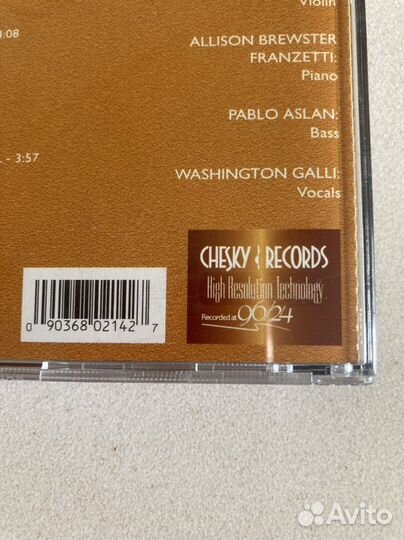 Violin
4:08
ALLISON BREWSTER
FRANZETTI:
Piano
PABLO ASLAN:
Bass
- 3:57
WASHINGTON GALLI:
Vocals
CHESKY RECORDS
High Resolution Technology
Recorded at 96/24
0 90368 02142 7
Avito